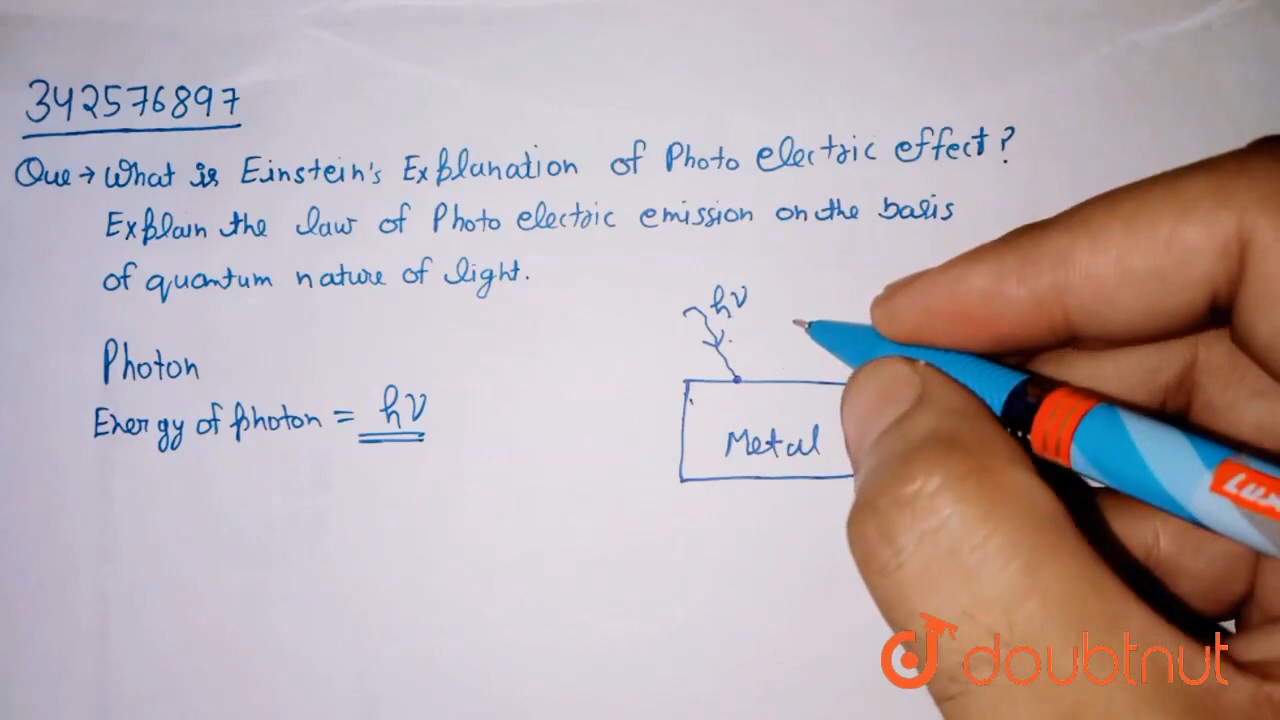 342576897
Que → What is Einstein's Explanation of Photo electric effect?
Explain the law of Photo electric emission on the basis
of quantum nature of light.
hν
Photon
Energy of photon = hν
Metal
LUX
doubtnut